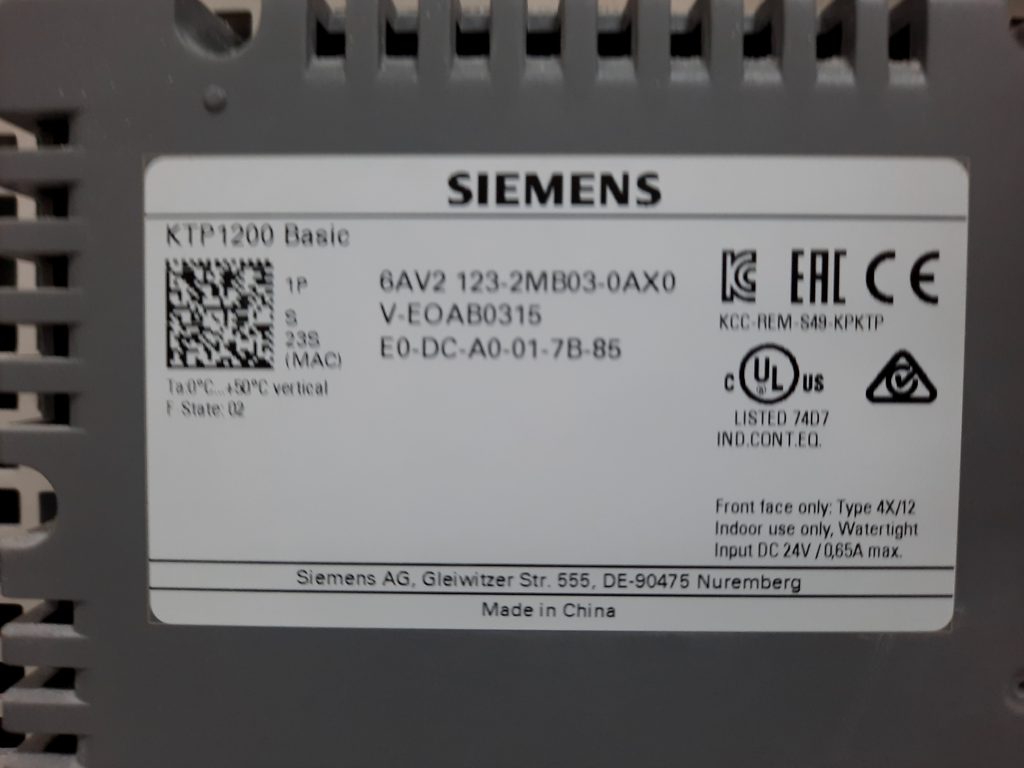 SIEMENS
KTP1200 Basic
1P 6AV2 123-2MB03-0AX0
S V-EOAB0315
23S
(MAC) E0-DC-A0-01-7B-85
Ta:0°C...+50°C vertical
F State: 02
EAC CE
KCC-REM-S49-KPKTP
C UL US
LISTED 74D7
IND.CONT.EQ.
Front face only: Type 4X/12
Indoor use only, Watertight
Input DC 24V / 0,65A max.
Siemens AG, Gleiwitzer Str. 555, DE-90475 Nuremberg
Made in China